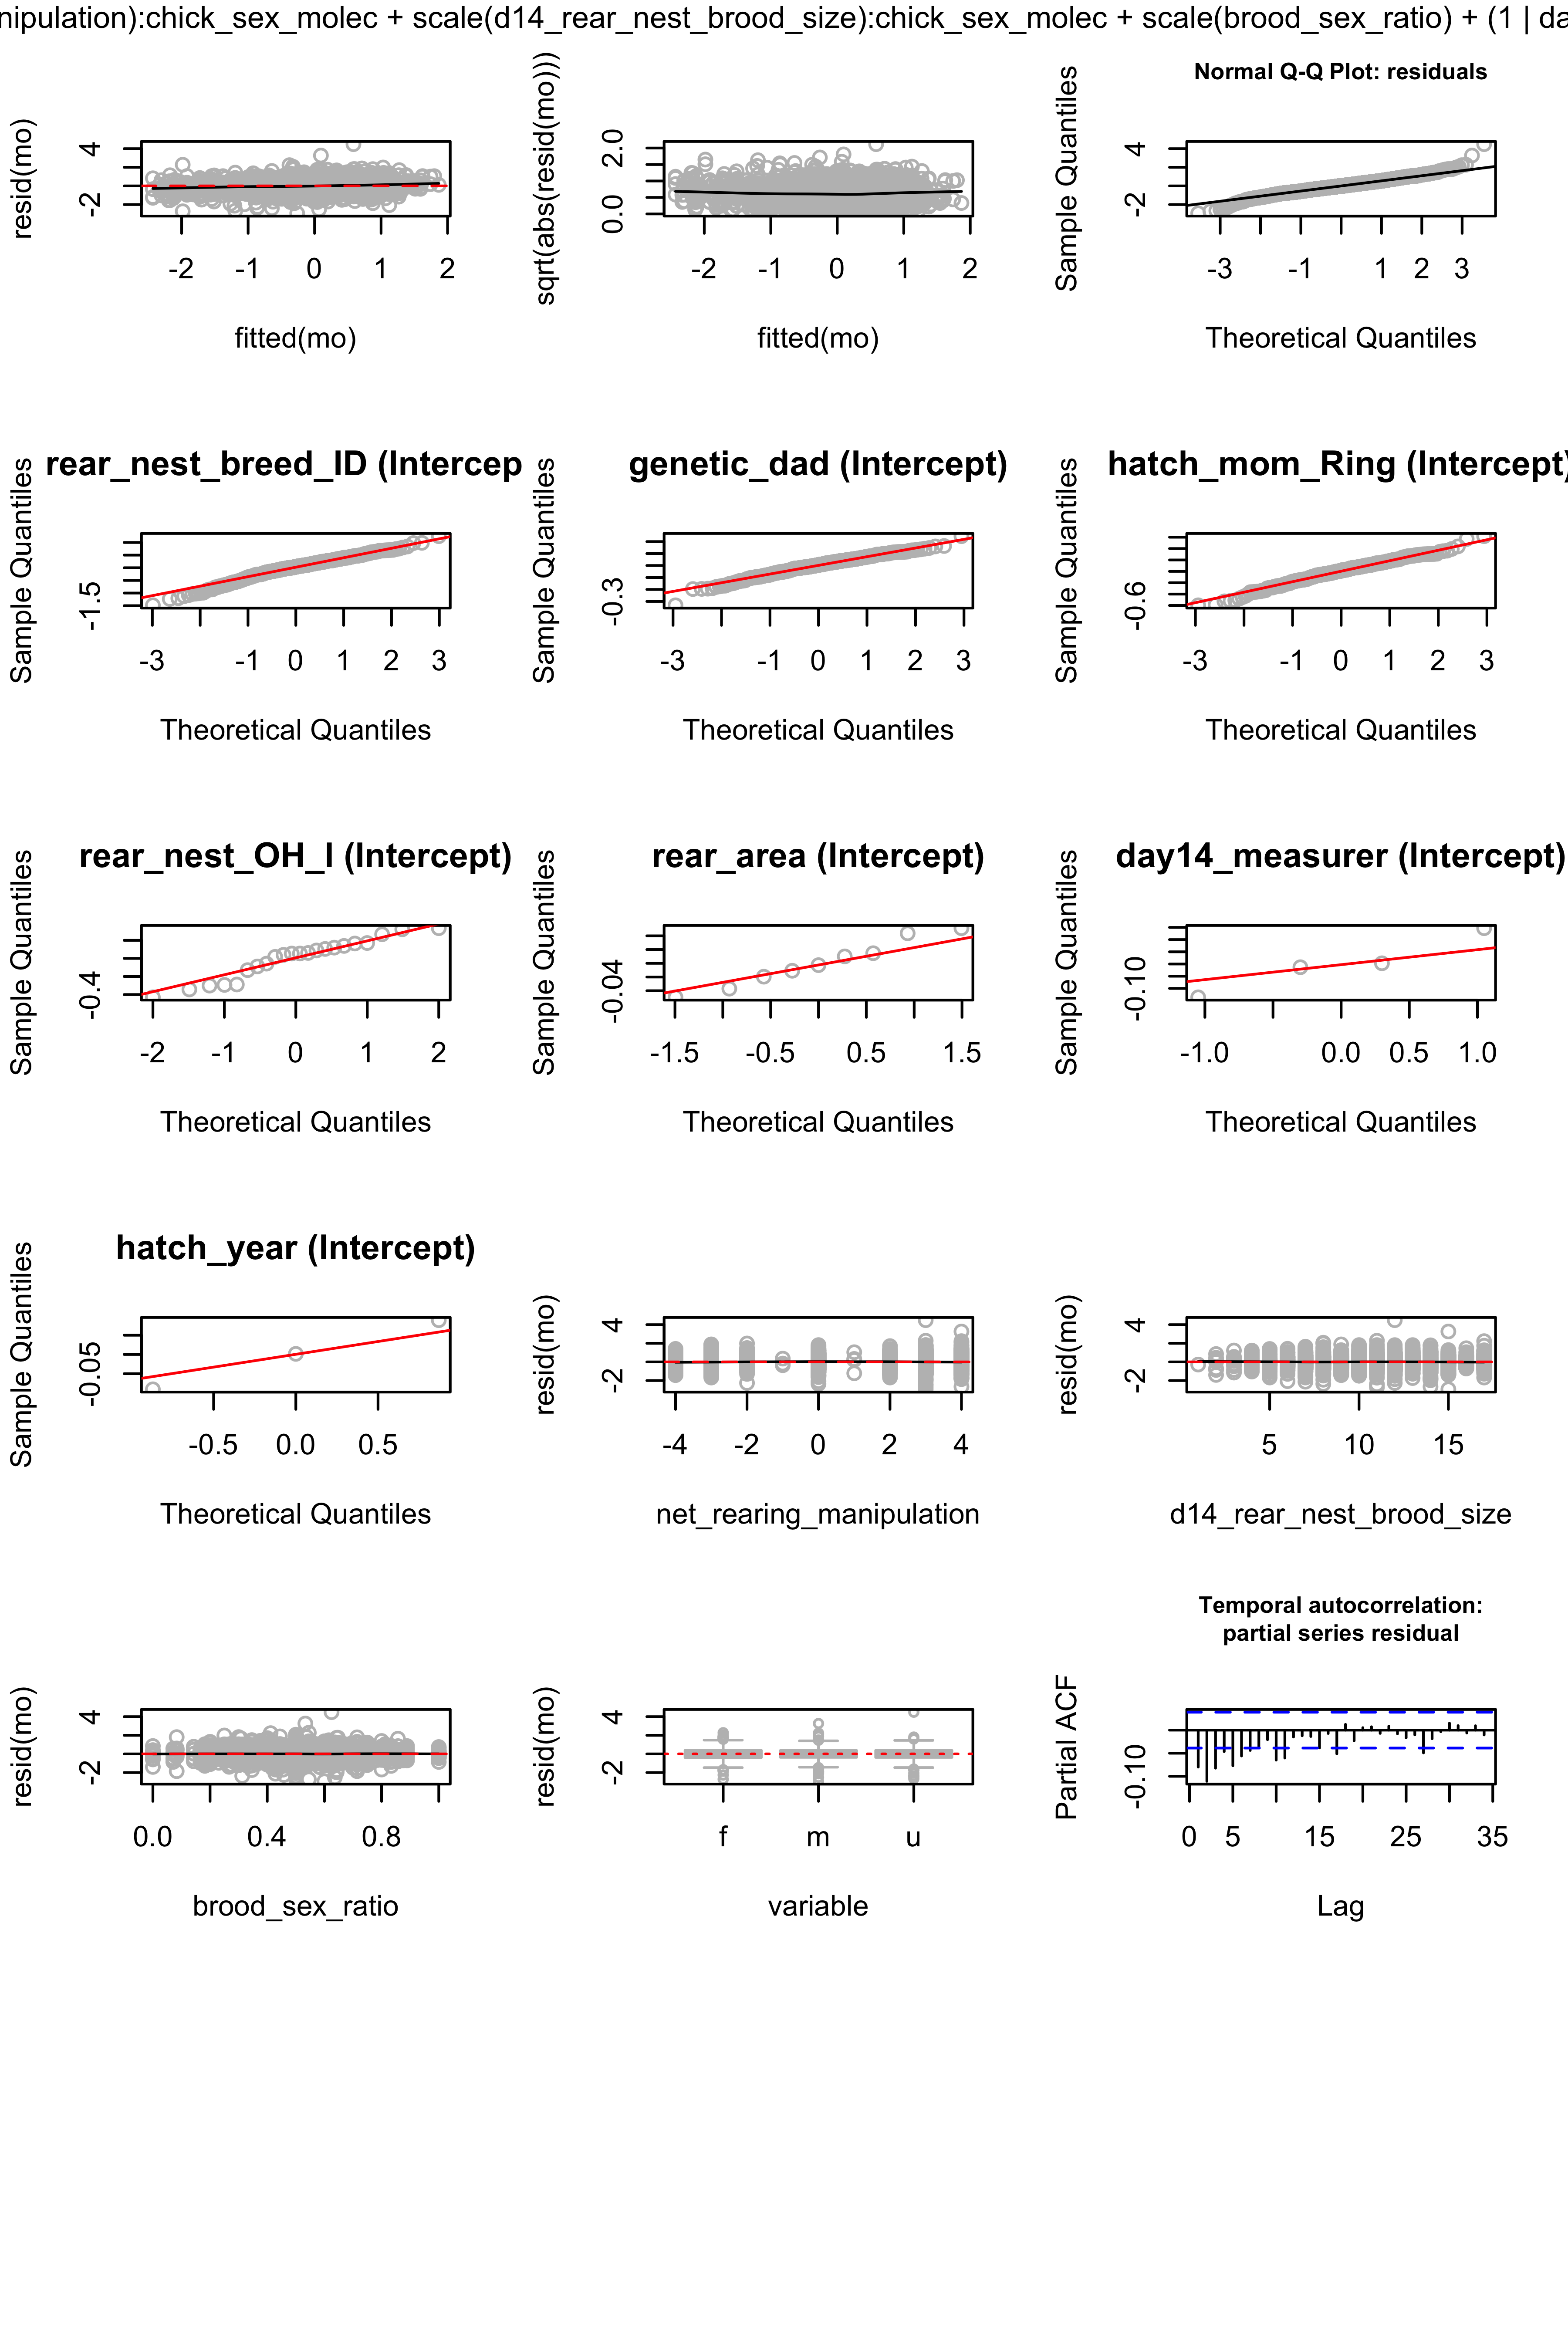 nipulation):chick_sex_molec + scale(d14_rear_nest_brood_size):chick_sex_molec + scale(brood_sex_ratio) + (1 | da
resid(mo)
4
-2
-2 -1 0 1 2
fitted(mo)
sqrt(abs(resid(mo)))
2.0
0.0
-2 -1 0 1 2
fitted(mo)
Normal Q-Q Plot: residuals
Sample Quantiles
4
-2
-3 -1 1 2 3
Theoretical Quantiles
rear_nest_breed_ID (Intercep
Sample Quantiles
-1.5
-3 -1 0 1 2 3
Theoretical Quantiles
genetic_dad (Intercept)
Sample Quantiles
-0.3
-3 -1 0 1 2 3
Theoretical Quantiles
hatch_mom_Ring (Intercept)
Sample Quantiles
-0.6
-3 -1 0 1 2 3
Theoretical Quantiles
rear_nest_OH_l (Intercept)
Sample Quantiles
-0.4
-2 -1 0 1 2
Theoretical Quantiles
rear_area (Intercept)
Sample Quantiles
-0.04
-1.5 -0.5 0.5 1.5
Theoretical Quantiles
day14_measurer (Intercept)
Sample Quantiles
-0.10
-1.0 0.0 0.5 1.0
Theoretical Quantiles
hatch_year (Intercept)
Sample Quantiles
-0.05
-0.5 0.0 0.5
Theoretical Quantiles
resid(mo)
4
-2
-4 -2 0 2 4
net_rearing_manipulation
resid(mo)
4
-2
5 10 15
d14_rear_nest_brood_size
resid(mo)
4
-2
0.0 0.4 0.8
brood_sex_ratio
resid(mo)
4
-2
f m u
variable
Temporal autocorrelation:
partial series residual
Partial ACF
-0.10
0 5 15 25 35
Lag